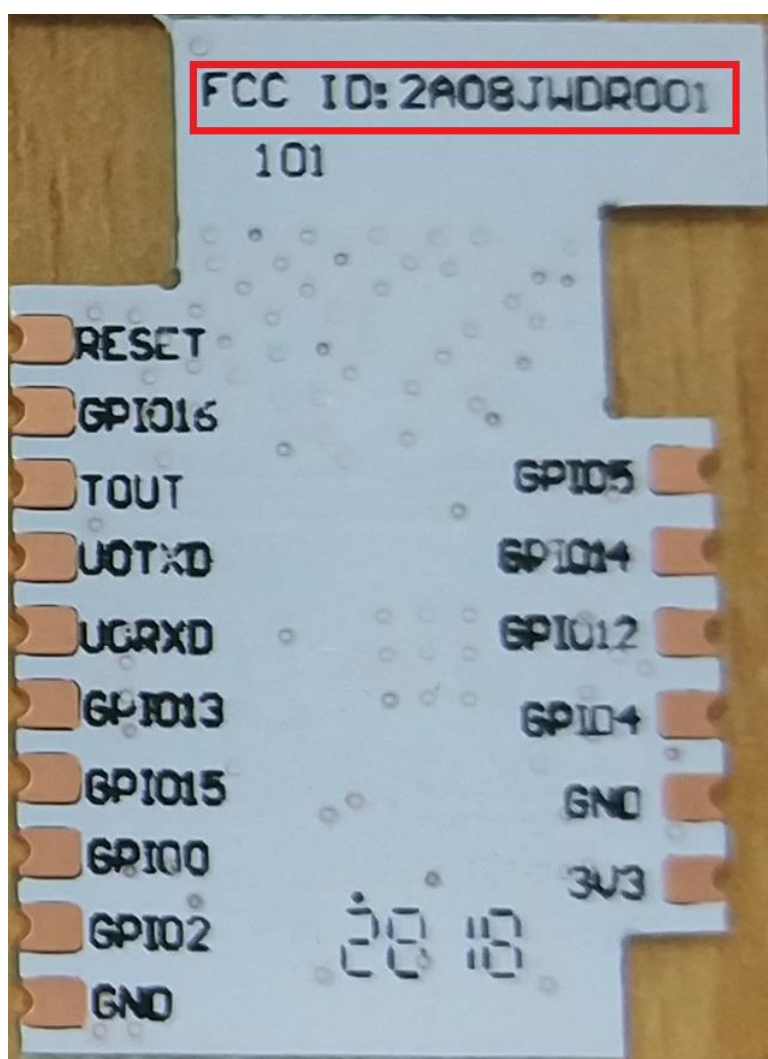 FCC ID:2AO8JWDR001
101
RESET
GPIO16
TOUT
U0TXD
U0RXD
GPIO13
GPIO15
GPIO0
GPIO2
GND
GPIO5
GPIO14
GPIO12
GPIO4
GND
3V3
2818